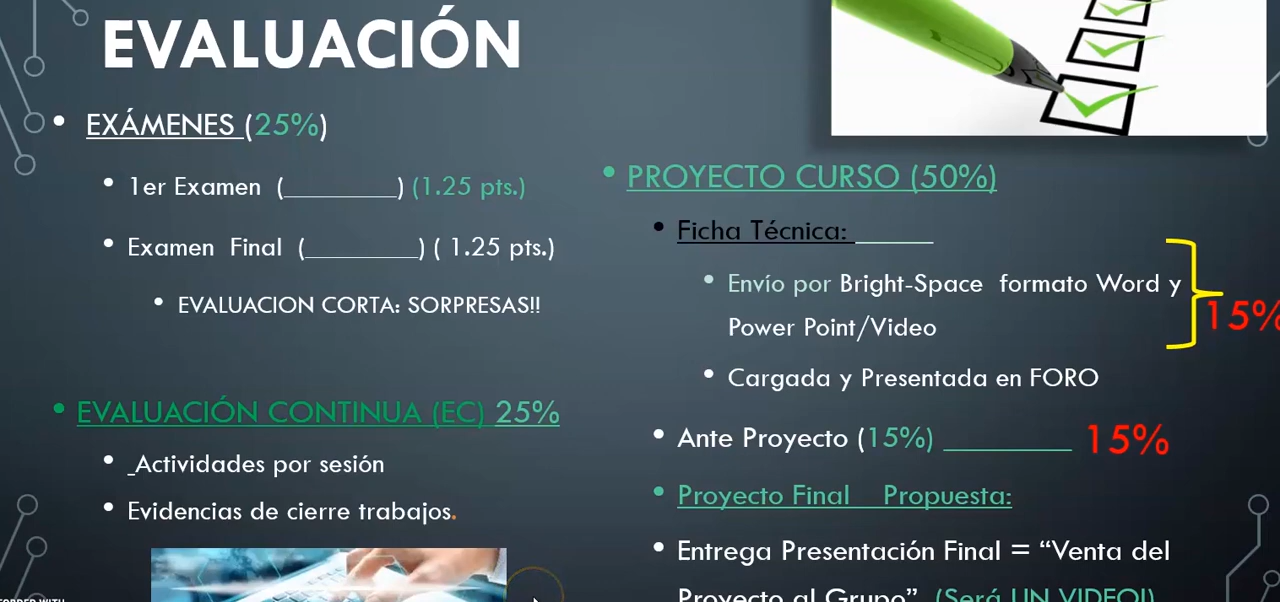 EVALUACIÓN
• EXÁMENES (25%)
• 1er Examen (_________) (1.25 pts.)
• Examen Final (_________) ( 1.25 pts.)
• EVALUACION CORTA: SORPRESAS!!
• EVALUACIÓN CONTINUA (EC) 25%
• _Actividades por sesión
• Evidencias de cierre trabajos.
• PROYECTO CURSO (50%)
• Ficha Técnica: ______
• Envío por Bright-Space formato Word y
Power Point/Video
15%
• Cargada y Presentada en FORO
• Ante Proyecto (15%) __________ 15%
• Proyecto Final Propuesta:
• Entrega Presentación Final = “Venta del
Proyecto al Grupo” (Será UN VIDEO!)